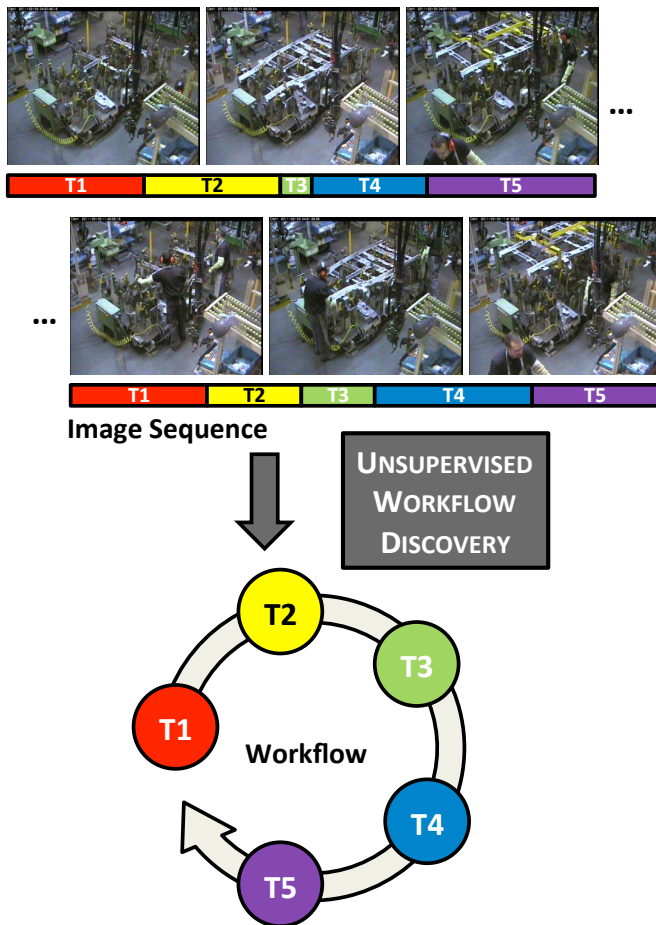 ...
T1 T2 T3 T4 T5
...
T1 T2 T3 T4 T5
Image Sequence
UNSUPERVISED
WORKFLOW
DISCOVERY
T2
T3
T1
Workflow
T4
T5